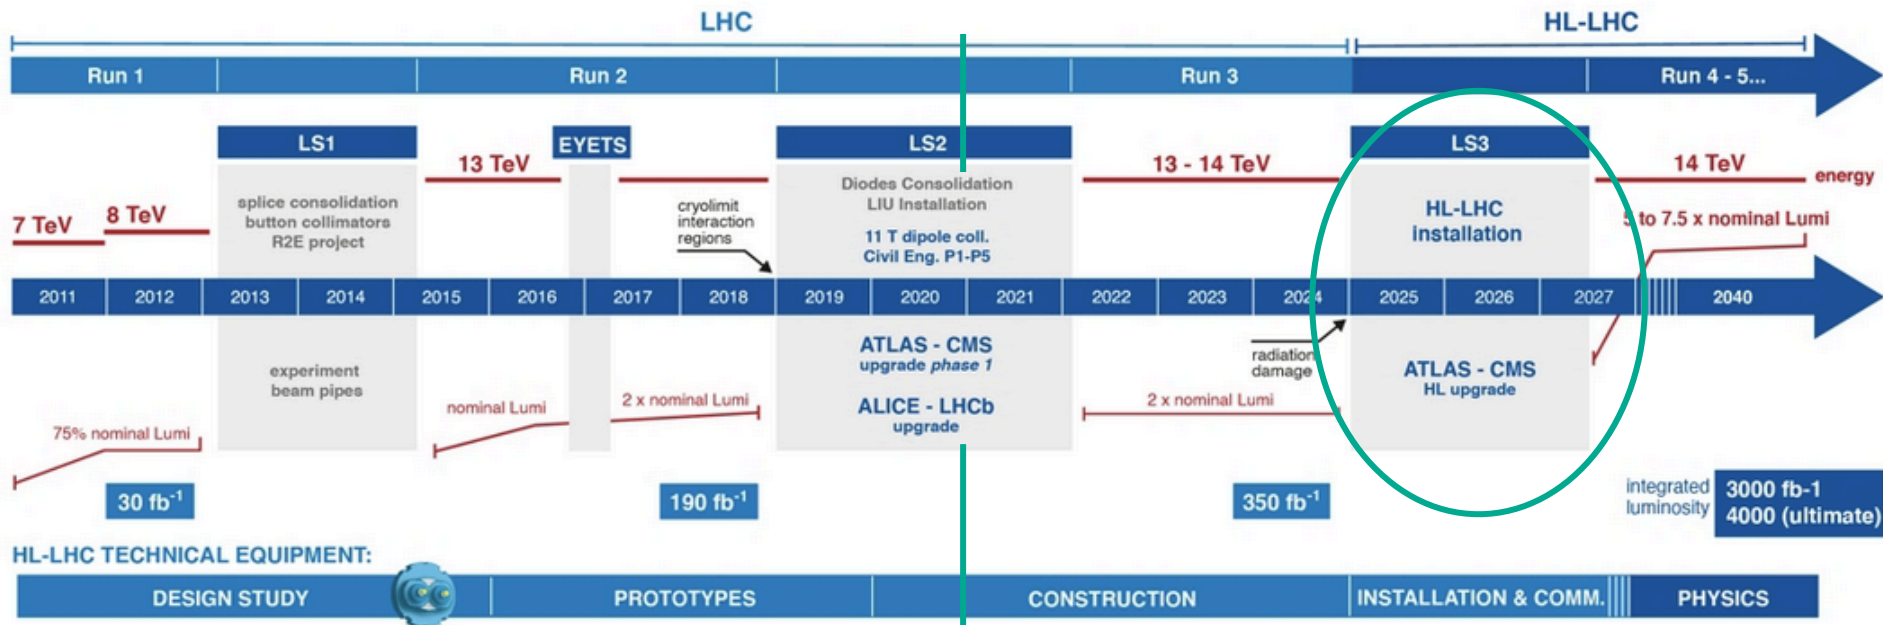 LHC
HL-LHC
Run 1
Run 2
Run 3
Run 4 - 5...
LS1
EYETS
LS2
LS3
13 TeV
13 - 14 TeV
14 TeV
energy
7 TeV
8 TeV
splice consolidation
button collimators
R2E project
cryolimit
interaction
regions
Diodes Consolidation
LIU Installation
11 T dipole coll.
Civil Eng. P1-P5
HL-LHC
installation
5 to 7.5 x nominal Lumi
2011 2012 2013 2014 2015 2016 2017 2018 2019 2020 2021 2022 2023 2024 2025 2026 2027 2040
experiment
beam pipes
ATLAS - CMS
upgrade phase 1
ALICE - LHCb
upgrade
radiation
damage
ATLAS - CMS
HL upgrade
75% nominal Lumi
nominal Lumi
2 x nominal Lumi
2 x nominal Lumi
30 fb⁻¹
190 fb⁻¹
350 fb⁻¹
integrated
luminosity
3000 fb-1
4000 (ultimate)
HL-LHC TECHNICAL EQUIPMENT:
DESIGN STUDY
PROTOTYPES
CONSTRUCTION
INSTALLATION & COMM.
PHYSICS